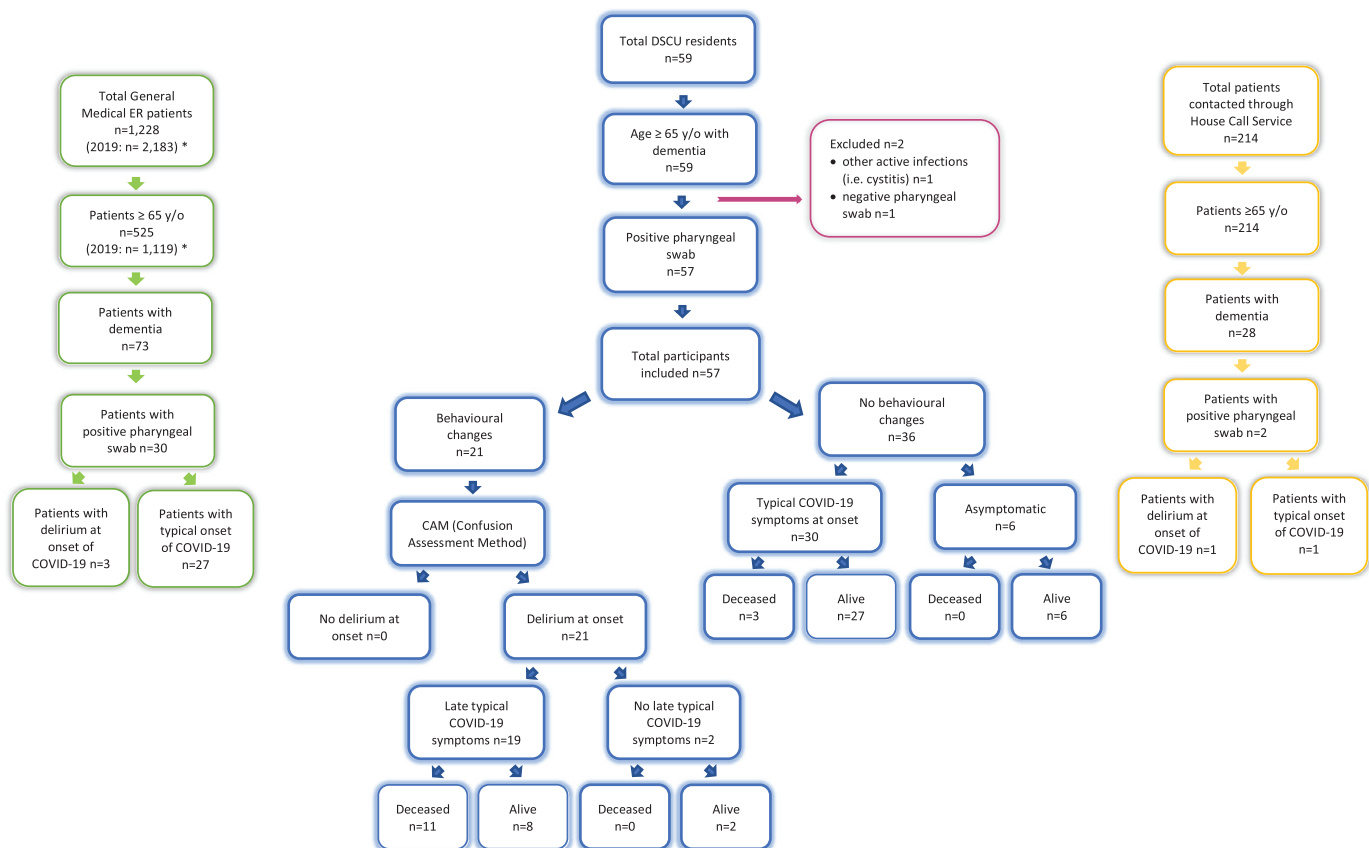 Total General
Medical ER patients
n=1,228
(2019: n= 2,183) *
Patients ≥ 65 y/o
n=525
(2019: n= 1,119) *
Patients with
dementia
n=73
Patients with
positive pharyngeal
swab n=30
Patients with
delirium at
onset of
COVID-19 n=3
Patients with
typical onset
of COVID-19
n=27
Total DSCU residents
n=59
Age ≥ 65 y/o with
dementia
n=59
Excluded n=2
• other active infections
(i.e. cystitis) n=1
• negative pharyngeal
swab n=1
Positive pharyngeal
swab
n=57
Total participants
included n=57
Behavioural
changes
n=21
CAM (Confusion
Assessment Method)
No delirium at
onset n=0
Delirium at onset
n=21
Late typical
COVID-19
symptoms n=19
No late typical
COVID-19
symptoms n=2
Deceased
n=11
Alive
n=8
Deceased
n=0
Alive
n=2
No behavioural
changes
n=36
Typical COVID-19
symptoms at onset
n=30
Asymptomatic
n=6
Deceased
n=3
Alive
n=27
Deceased
n=0
Alive
n=6
Total patients
contacted through
House Call Service
n=214
Patients ≥65 y/o
n=214
Patients with
dementia
n=28
Patients with
positive pharyngeal
swab n=2
Patients with
delirium at
onset of
COVID-19 n=1
Patients with
typical onset
of COVID-19
n=1